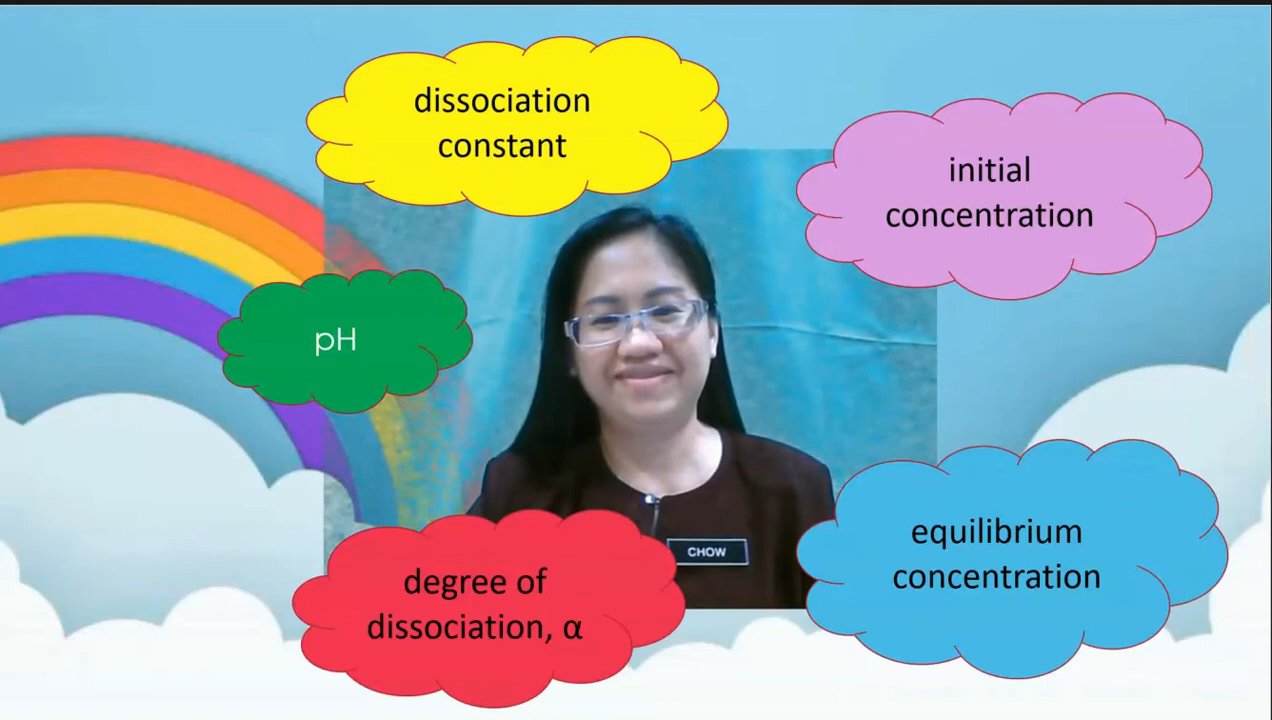 dissociation
constant
initial
concentration
pH
CHOW
equilibrium
concentration
degree of
dissociation, α